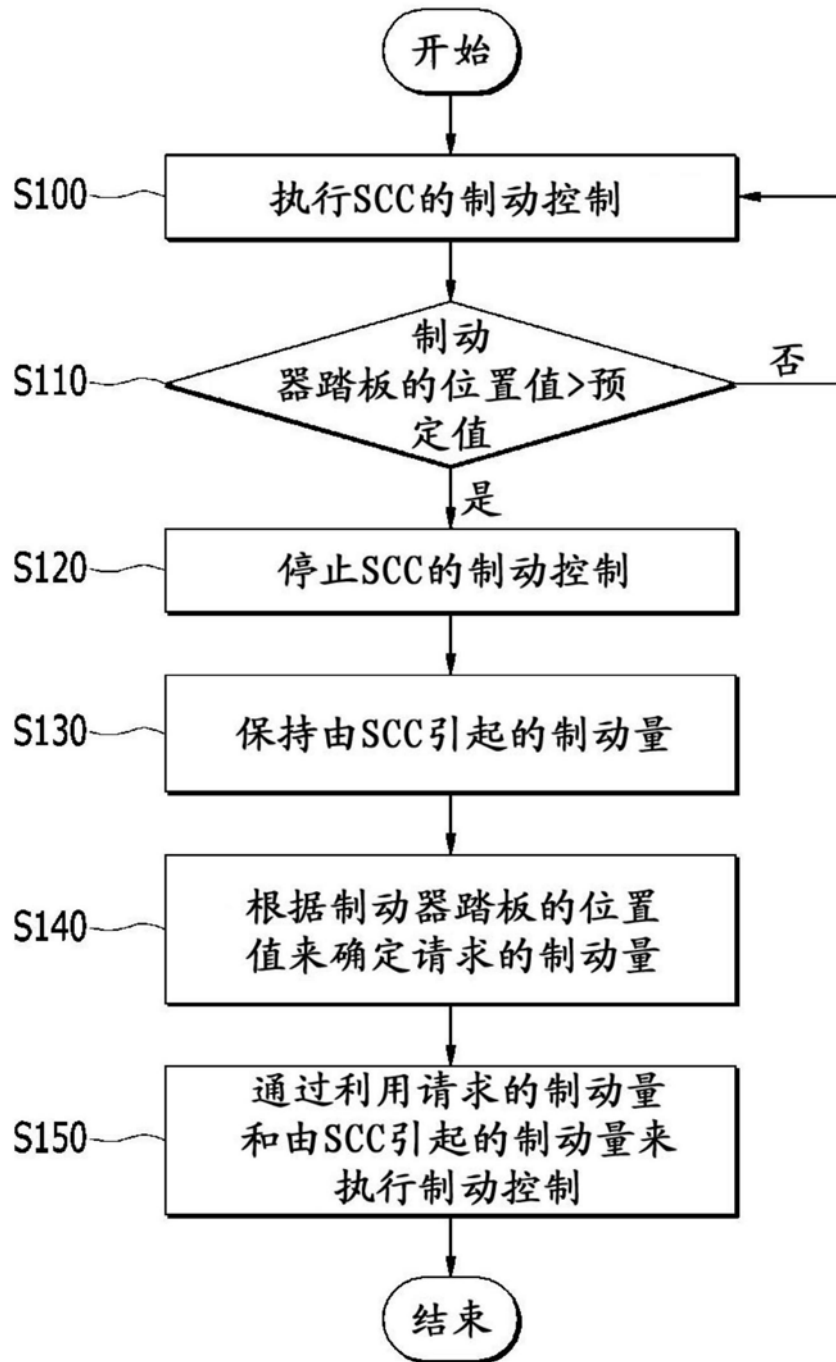 开始
S100
执行SCC的制动控制
S110
制动
器踏板的位置值>预
定值
否
是
S120
停止SCC的制动控制
S130
保持由SCC引起的制动量
S140
根据制动器踏板的位置
值来确定请求的制动量
S150
通过利用请求的制动量
和由SCC引起的制动量来
执行制动控制
结束